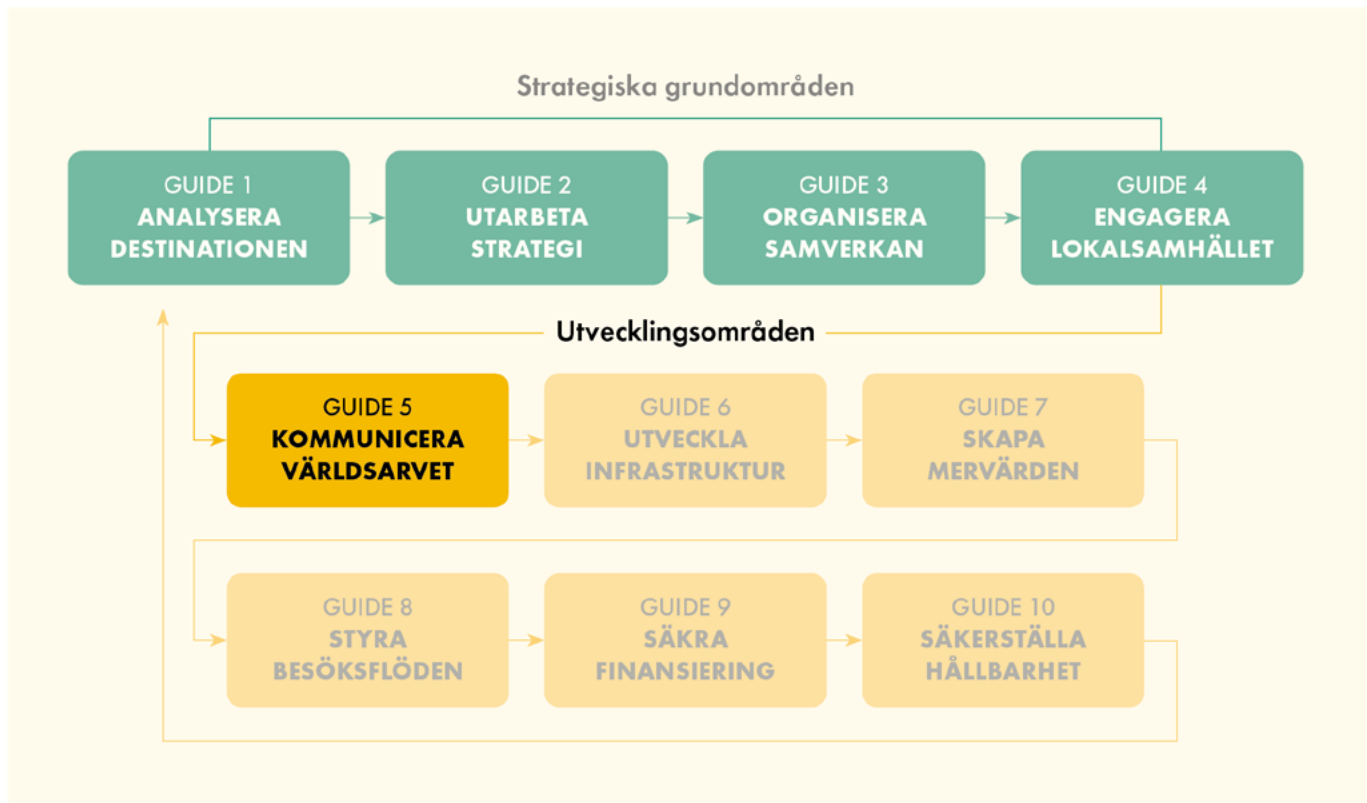 Strategiska grundområden
GUIDE 1
ANALYSERA
DESTINATIONEN
GUIDE 2
UTARBETA
STRATEGI
GUIDE 3
ORGANISERA
SAMVERKAN
GUIDE 4
ENGAGERA
LOKALSAMHÄLLET
Utvecklingsområden
GUIDE 5
KOMMUNICERA
VÄRLDSARVET
GUIDE 6
UTVECKLA
INFRASTRUKTUR
GUIDE 7
SKAPA
MERVÄRDEN
GUIDE 8
STYRA
BESÖKSFLÖDEN
GUIDE 9
SÄKRA
FINANSIERING
GUIDE 10
SÄKERSTÄLLA
HÅLLBARHET